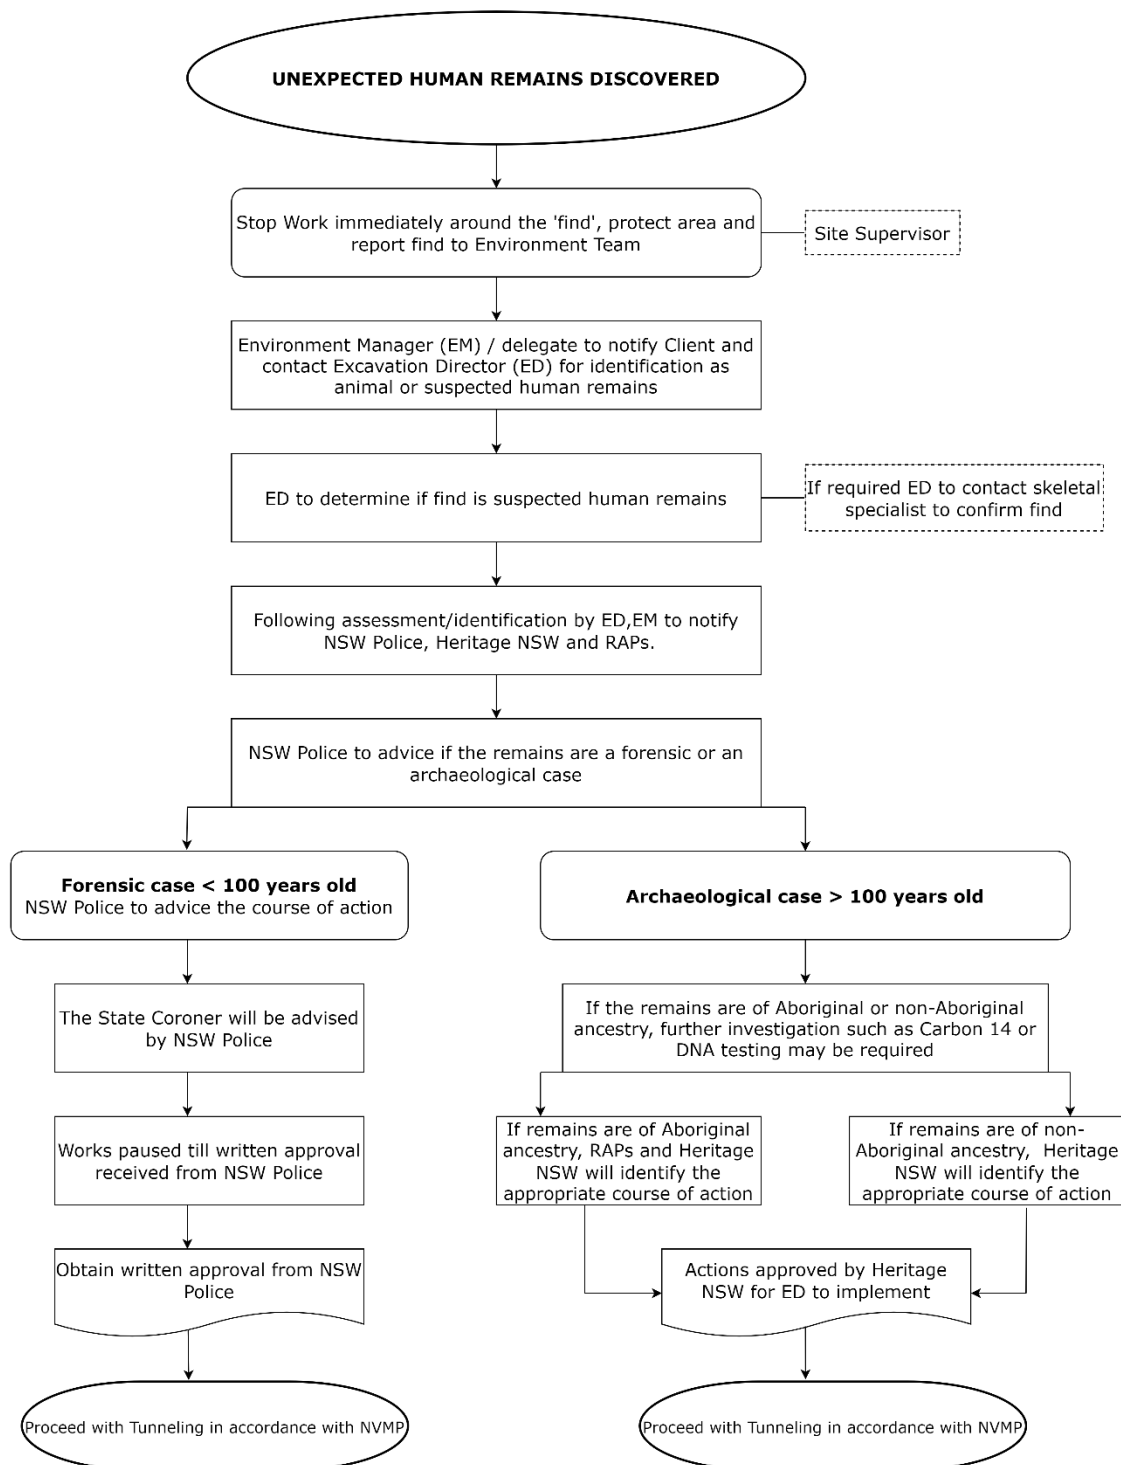 UNEXPECTED HUMAN REMAINS DISCOVERED
Stop Work immediately around the 'find', protect area and
report find to Environment Team
Site Supervisor
Environment Manager (EM) / delegate to notify Client and
contact Excavation Director (ED) for identification as
animal or suspected human remains
ED to determine if find is suspected human remains
If required ED to contact skeletal
specialist to confirm find
Following assessment/identification by ED,EM to notify
NSW Police, Heritage NSW and RAPs.
NSW Police to advice if the remains are a forensic or an
archaeological case
Forensic case < 100 years old
NSW Police to advice the course of action
Archaeological case > 100 years old
The State Coroner will be advised
by NSW Police
If the remains are of Aboriginal or non-Aboriginal
ancestry, further investigation such as Carbon 14 or
DNA testing may be required
Works paused till written approval
received from NSW Police
If remains are of Aboriginal
ancestry, RAPs and Heritage
NSW will identify the
appropriate course of action
If remains are of non-
Aboriginal ancestry,  Heritage
NSW will identify the
appropriate course of action
Obtain written approval from NSW
Police
Actions approved by Heritage
NSW for ED to implement
Proceed with Tunneling in accordance with NVMP
Proceed with Tunneling in accordance with NVMP